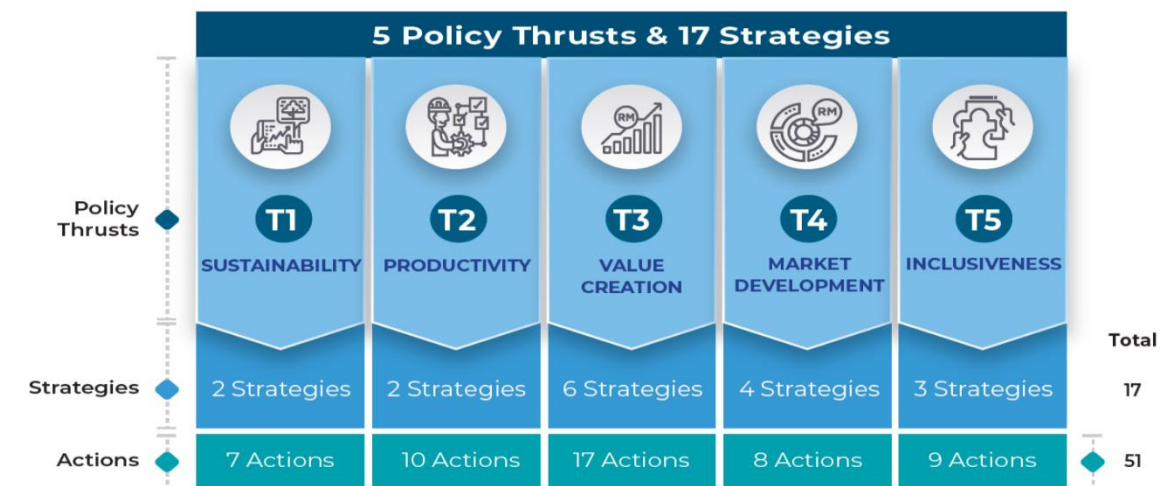 5 Policy Thrusts & 17 Strategies
RM
RM
Policy
Thrusts
T1
T2
T3
T4
T5
SUSTAINABILITY
PRODUCTIVITY
VALUE
CREATION
MARKET
DEVELOPMENT
INCLUSIVENESS
Total
Strategies
2 Strategies
2 Strategies
6 Strategies
4 Strategies
3 Strategies
17
Actions
7 Actions
10 Actions
17 Actions
8 Actions
9 Actions
51